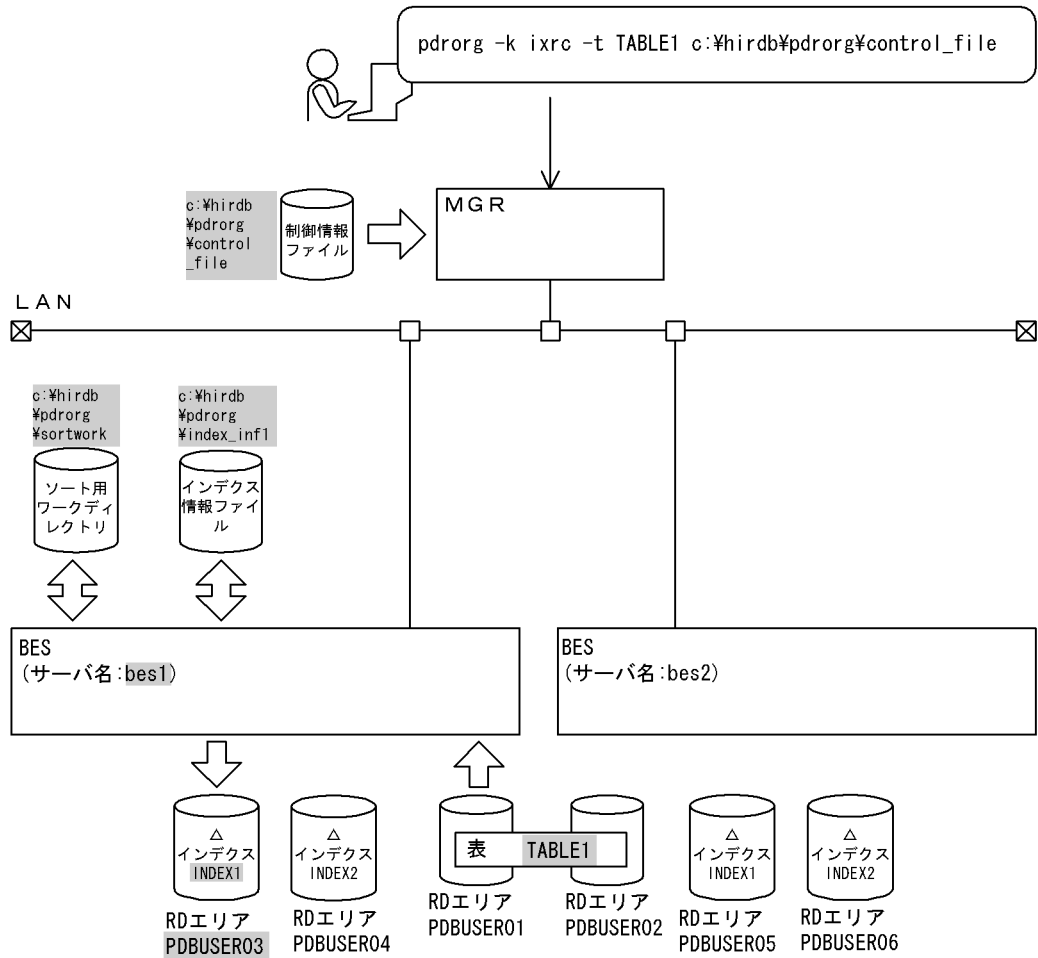 pdrorg -k ixrc -t TABLE1 c:¥hirdb¥pdrorg¥control_file
c:¥hirdb
¥pdrorg
¥control
_file
制御情報
ファイル
ＭＧＲ
ＬＡＮ
c:¥hirdb
¥pdrorg
¥sortwork
c:¥hirdb
¥pdrorg
¥index_inf1
ソート用
ワークディ
レクトリ
インデクス
情報ファイ
ル
BES
(サーバ名:bes1)
BES
(サーバ名:bes2)
インデクス
INDEX1
インデクス
INDEX2
表 TABLE1
インデクス
INDEX1
インデクス
INDEX2
RDエリア
PDBUSER03
RDエリア
PDBUSER04
RDエリア
PDBUSER01
RDエリア
PDBUSER02
RDエリア
PDBUSER05
RDエリア
PDBUSER06